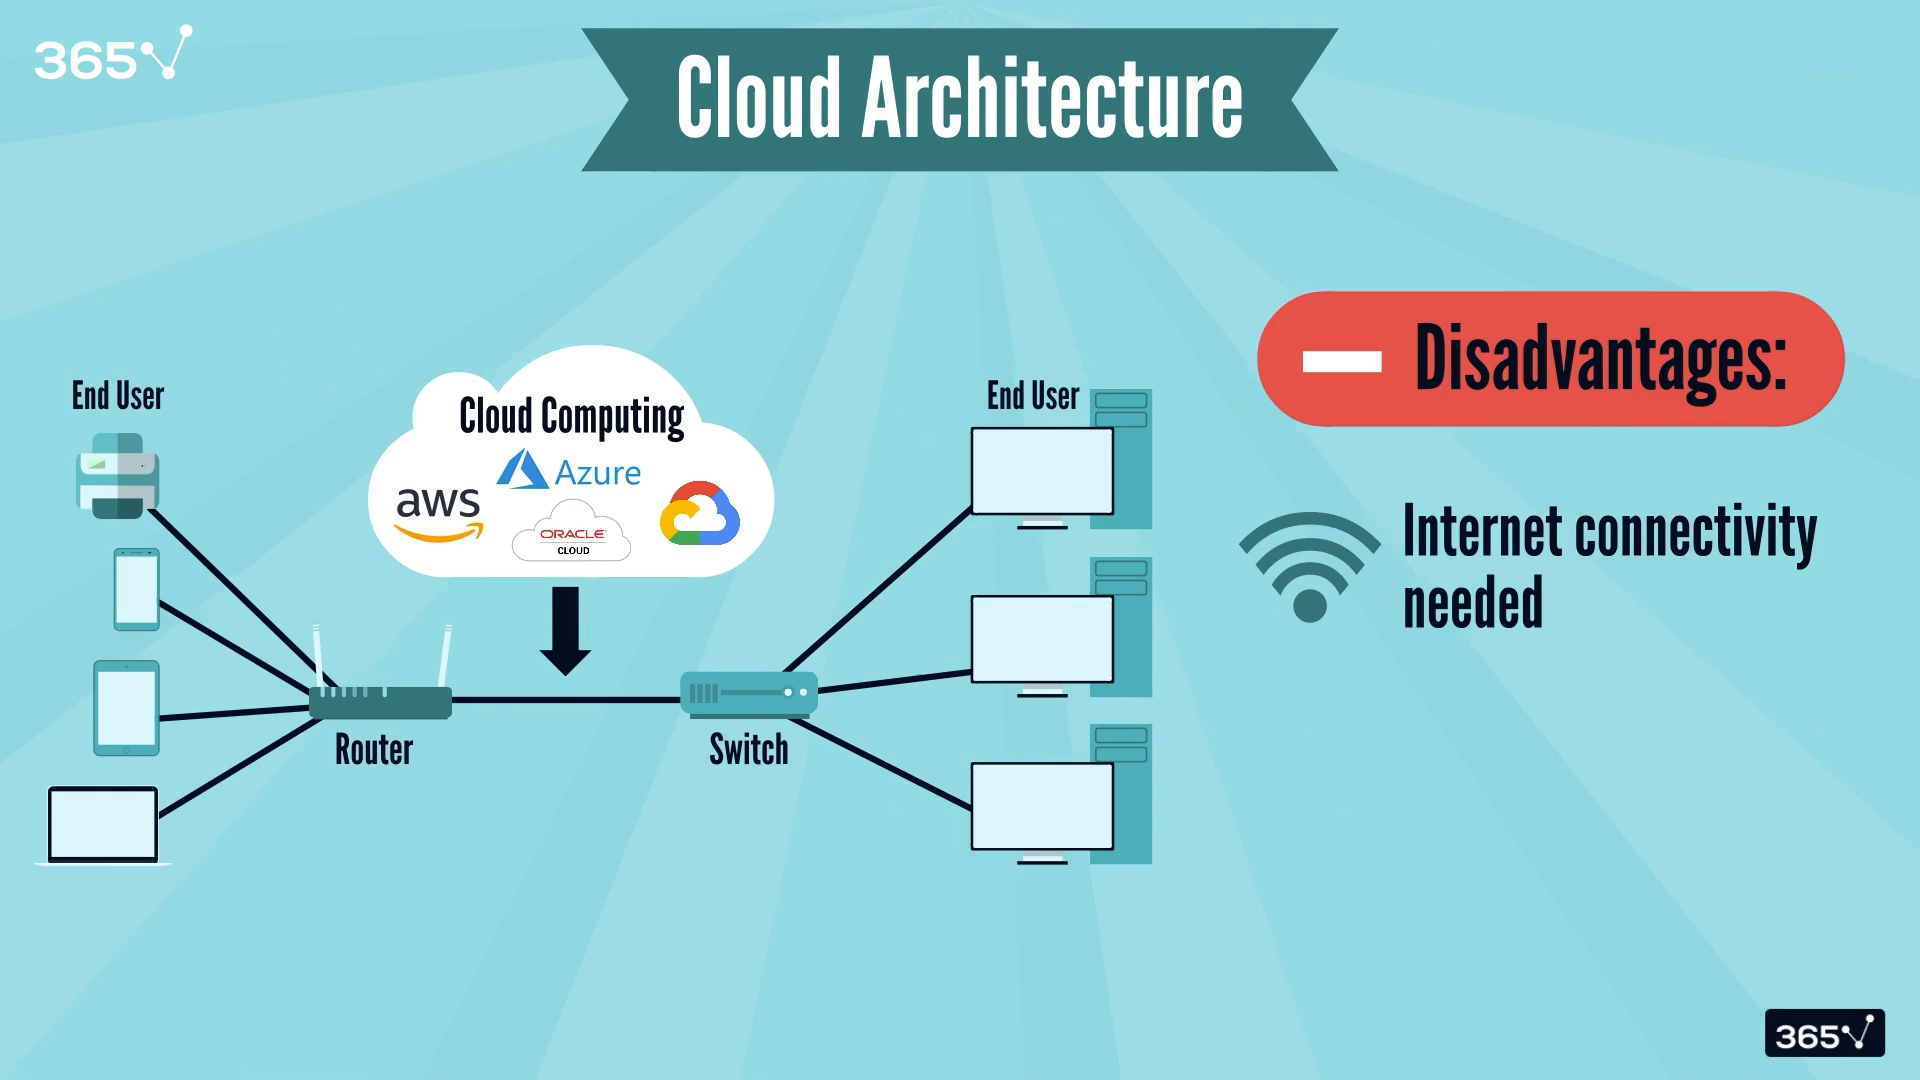 365
Cloud Architecture
Disadvantages:
Internet connectivity
needed
End User
Cloud Computing
aws
Azure
ORACLE
CLOUD
End User
Router
Switch
365